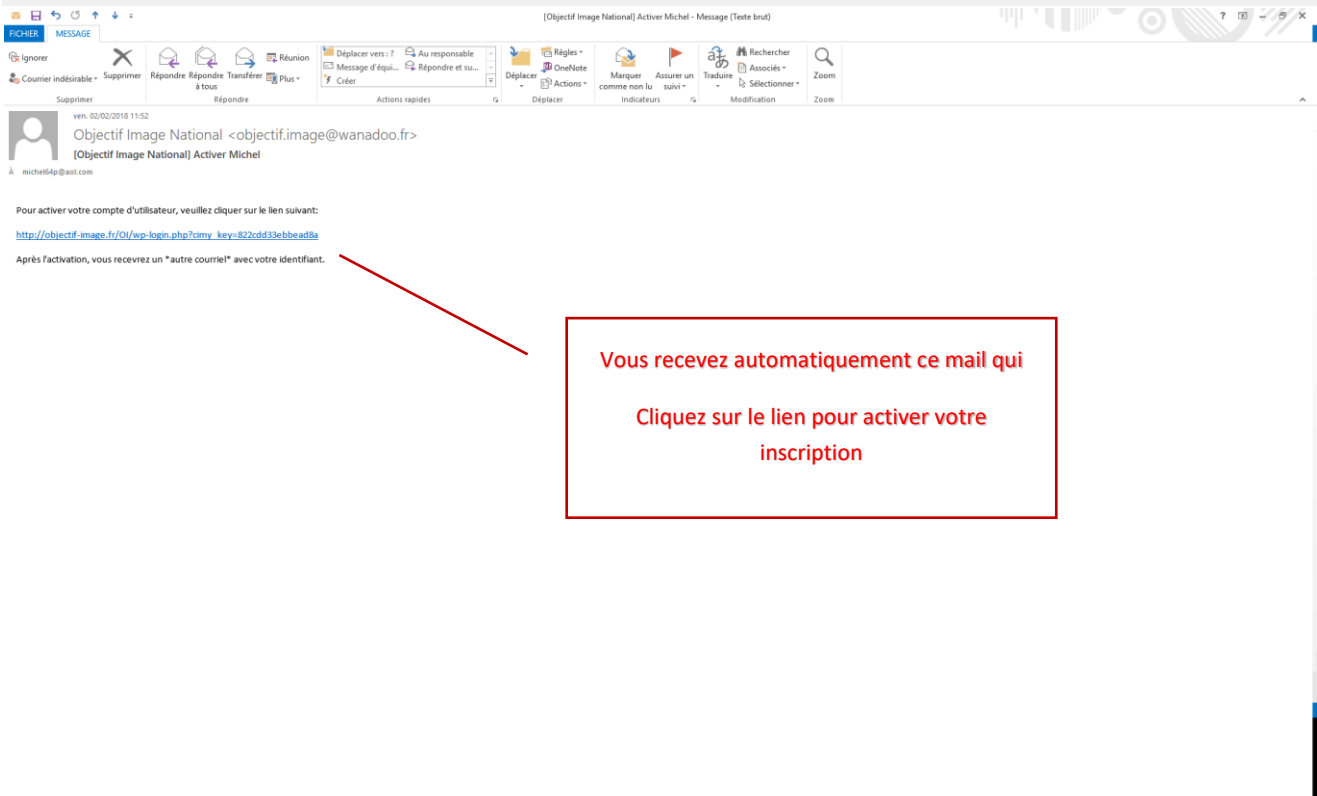 [Objectif Image National] Activer Michel - Message (Texte brut)
FICHIER MESSAGE
Ignorer
Courrier indésirable
Supprimer
Répondre
Répondre à tous
Transférer
Réunion
Plus
Déplacer vers : ?
Au responsable
Message d'équi...
Répondre et su...
Créer
Déplacer
Règles
OneNote
Actions
Marquer comme non lu
Assurer un suivi
Traduire
Rechercher
Associés
Sélectionner
Zoom
Supprimer Répondre Actions rapides Déplacer Indicateurs Modification Zoom
ven. 02/02/2018 11:52
Objectif Image National <objectif.image@wanadoo.fr>
[Objectif Image National] Activer Michel
À michel64p@aol.com
Pour activer votre compte d'utilisateur, veuillez cliquer sur le lien suivant:
http://objectif-image.fr/OI/wp-login.php?cimy_key=822cdd33ebbead8a
Après l'activation, vous recevrez un *autre courriel* avec votre identifiant.
Vous recevez automatiquement ce mail qui
Cliquez sur le lien pour activer votre
inscription